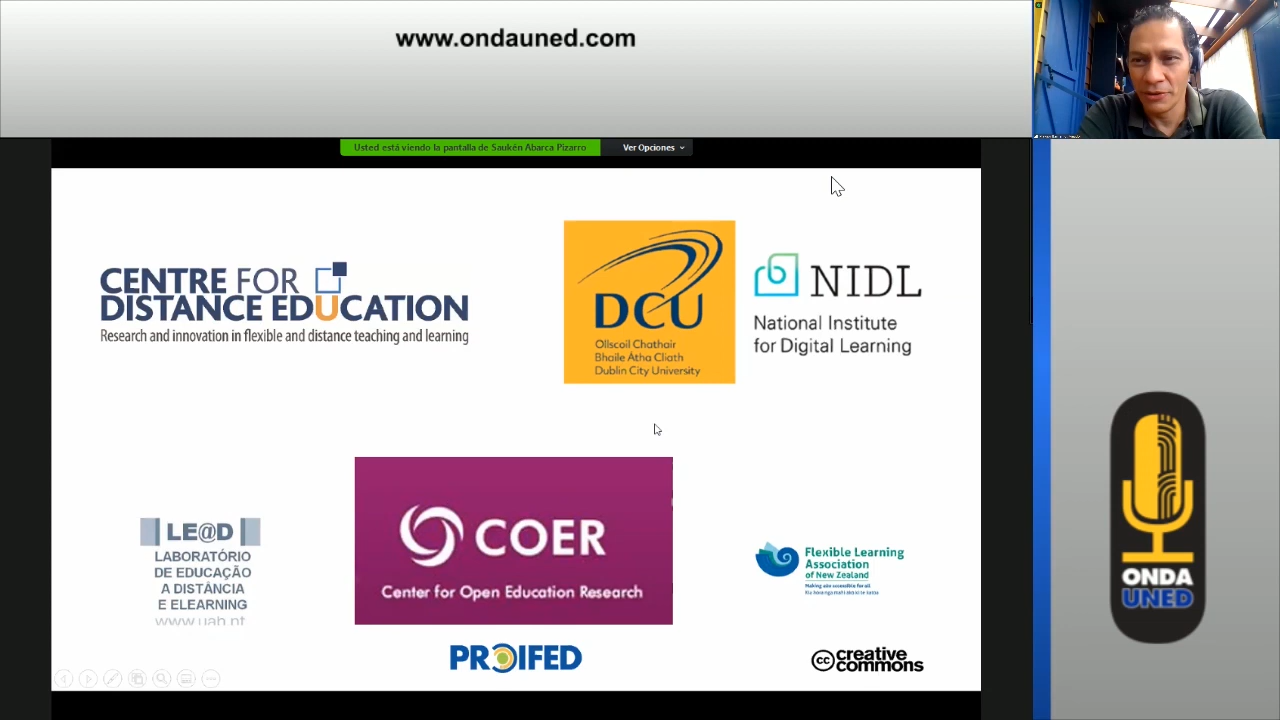 www.ondauned.com
Usted está viendo la pantalla de Saukén Abarca Pizarro
Ver Opciones
CENTRE FOR
DISTANCE EDUCATION
Research and innovation in flexible and distance teaching and learning
DCU
Ollscoil Chathair
Bhaile Átha Cliath
Dublin City University
NIDL
National Institute
for Digital Learning
LE@D
LABORATÓRIO
DE EDUCAÇÃO
A DISTÂNCIA
E ELEARNING
COER
Center for Open Education Research
Flexible Learning
Association
of New Zealand
PROIFED
cc creative
commons
ONDA
UNED